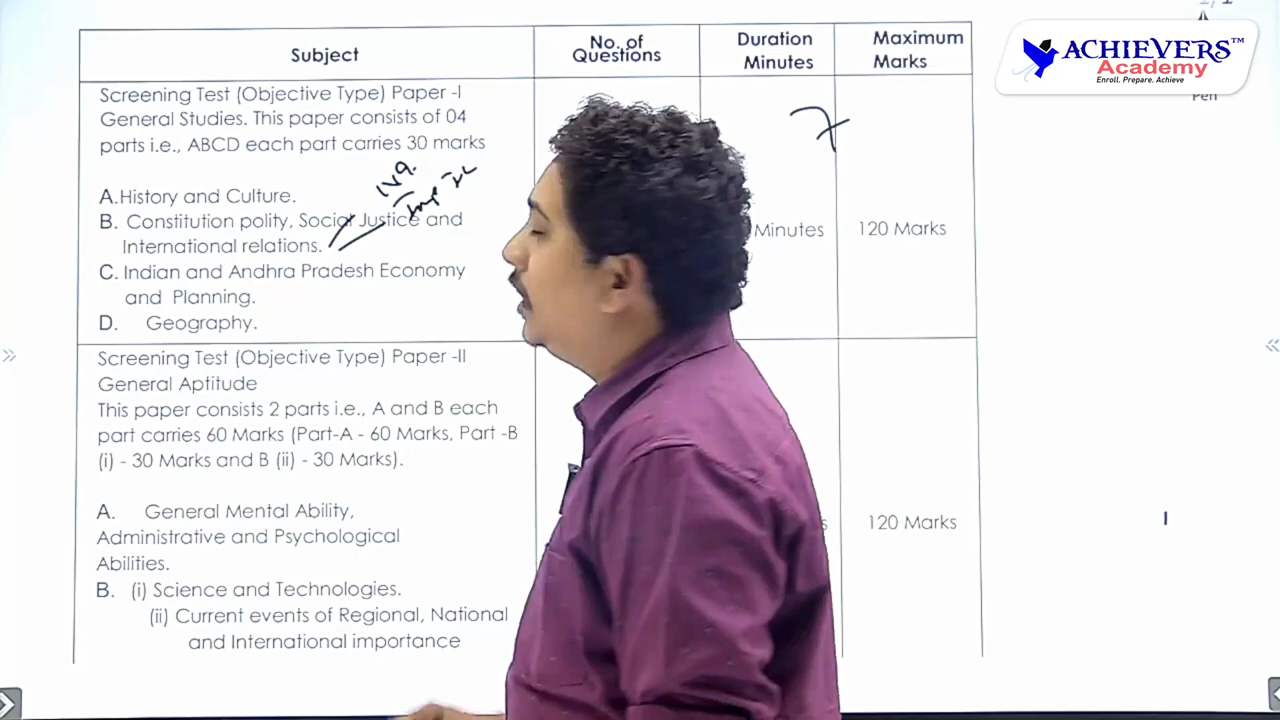 Subject
No. of
Questions
Duration
Minutes
Maximum
Marks
ACHIEVERS™
Academy
Enroll. Prepare. Achieve
Pen
Screening Test (Objective Type) Paper -I
General Studies. This paper consists of 04
parts i.e., ABCD each part carries 30 marks
A.History and Culture.
B. Constitution polity, Social Justice and
International relations.
C. Indian and Andhra Pradesh Economy
and Planning.
D. Geography.
Minutes
120 Marks
Screening Test (Objective Type) Paper -II
General Aptitude
This paper consists 2 parts i.e., A and B each
part carries 60 Marks (Part-A - 60 Marks, Part -B
(i) - 30 Marks and B (ii) - 30 Marks).
A. General Mental Ability,
Administrative and Psychological
Abilities.
B. (i) Science and Technologies.
(ii) Current events of Regional, National
and International importance
s
120 Marks